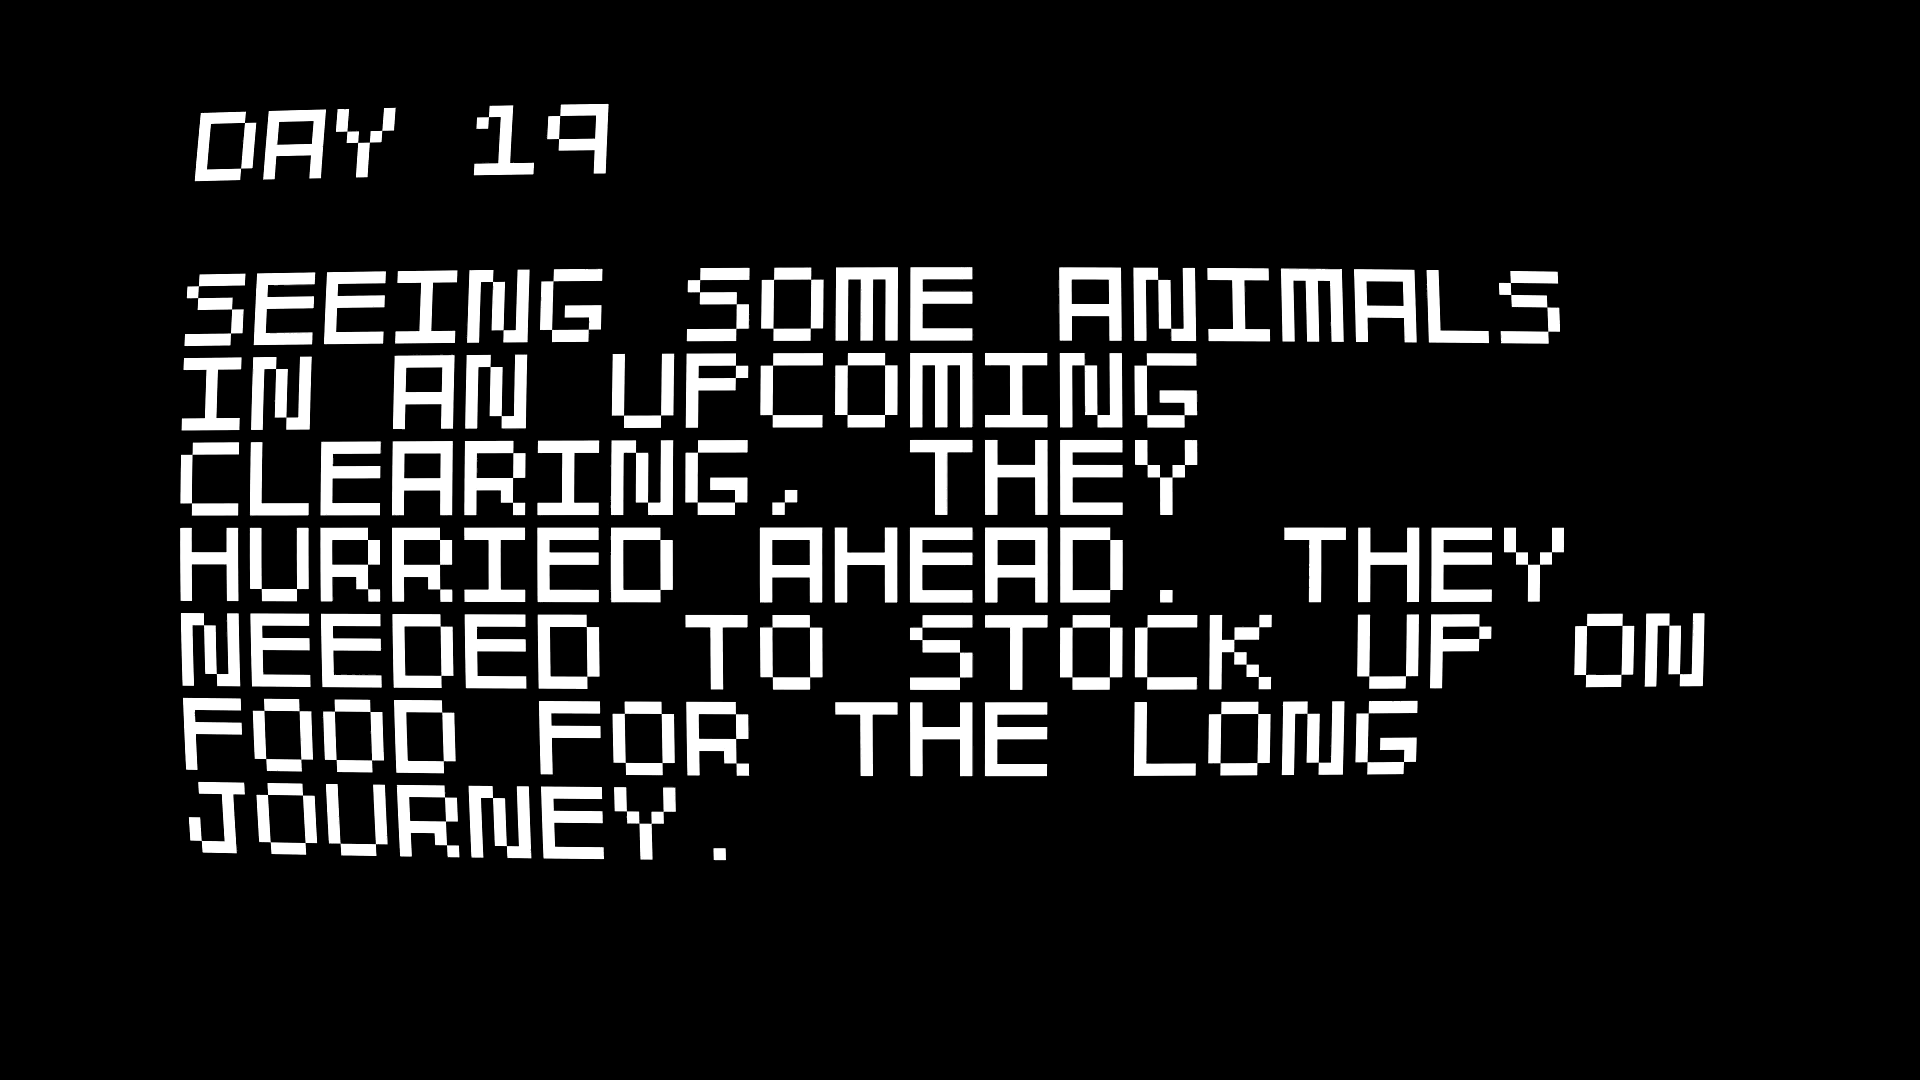 DAY 19
SEEING SOME ANIMALS
IN AN UPCOMING
CLEARING, THEY
HURRIED AHEAD. THEY
NEEDED TO STOCK UP ON
FOOD FOR THE LONG
JOURNEY.